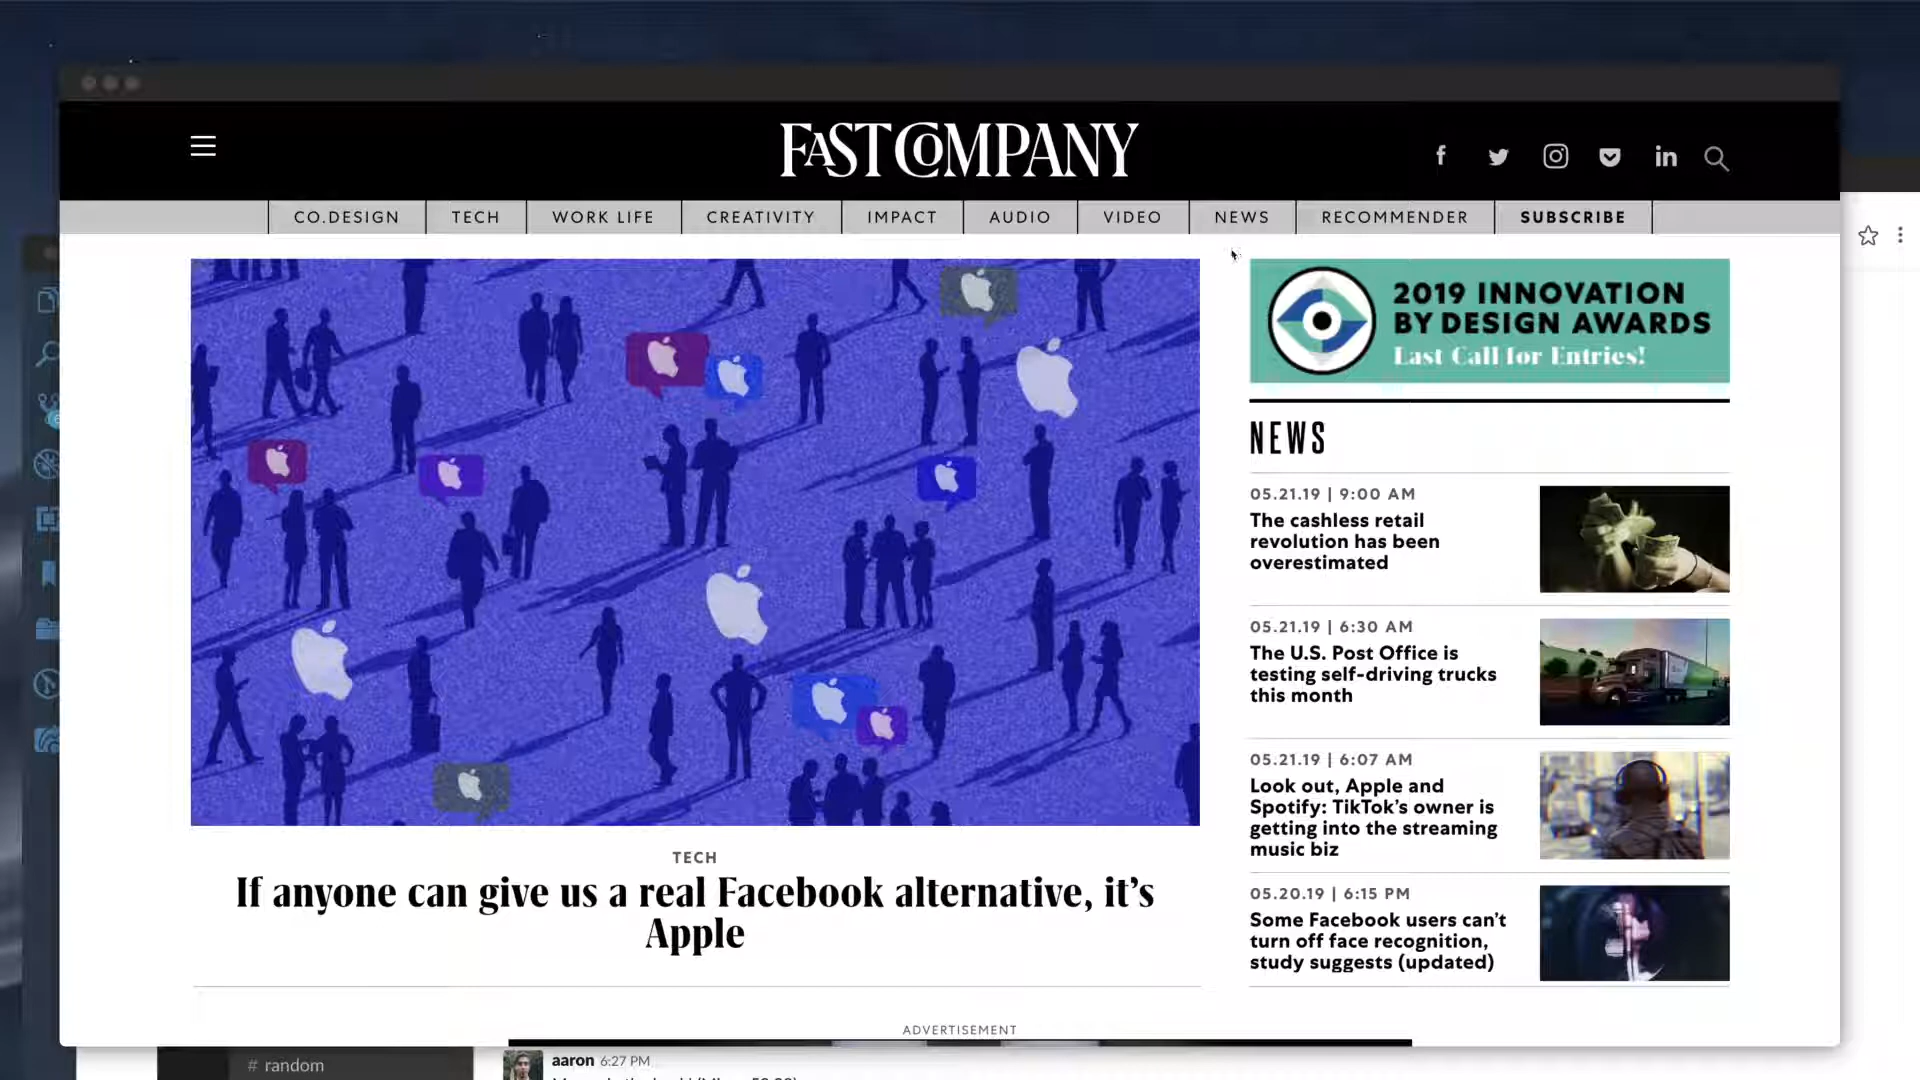 FAST COMPANY
CO.DESIGN
TECH
WORK LIFE
CREATIVITY
IMPACT
AUDIO
VIDEO
NEWS
RECOMMENDER
SUBSCRIBE
2019 INNOVATION
BY DESIGN AWARDS
Last Call for Entries!
TECH
If anyone can give us a real Facebook alternative, it’s
Apple
NEWS
05.21.19 | 9:00 AM
The cashless retail
revolution has been
overestimated
05.21.19 | 6:30 AM
The U.S. Post Office is
testing self-driving trucks
this month
05.21.19 | 6:07 AM
Look out, Apple and
Spotify: TikTok’s owner is
getting into the streaming
music biz
05.20.19 | 6:15 PM
Some Facebook users can’t
turn off face recognition,
study suggests (updated)
ADVERTISEMENT
# random
aaron 6:27 PM